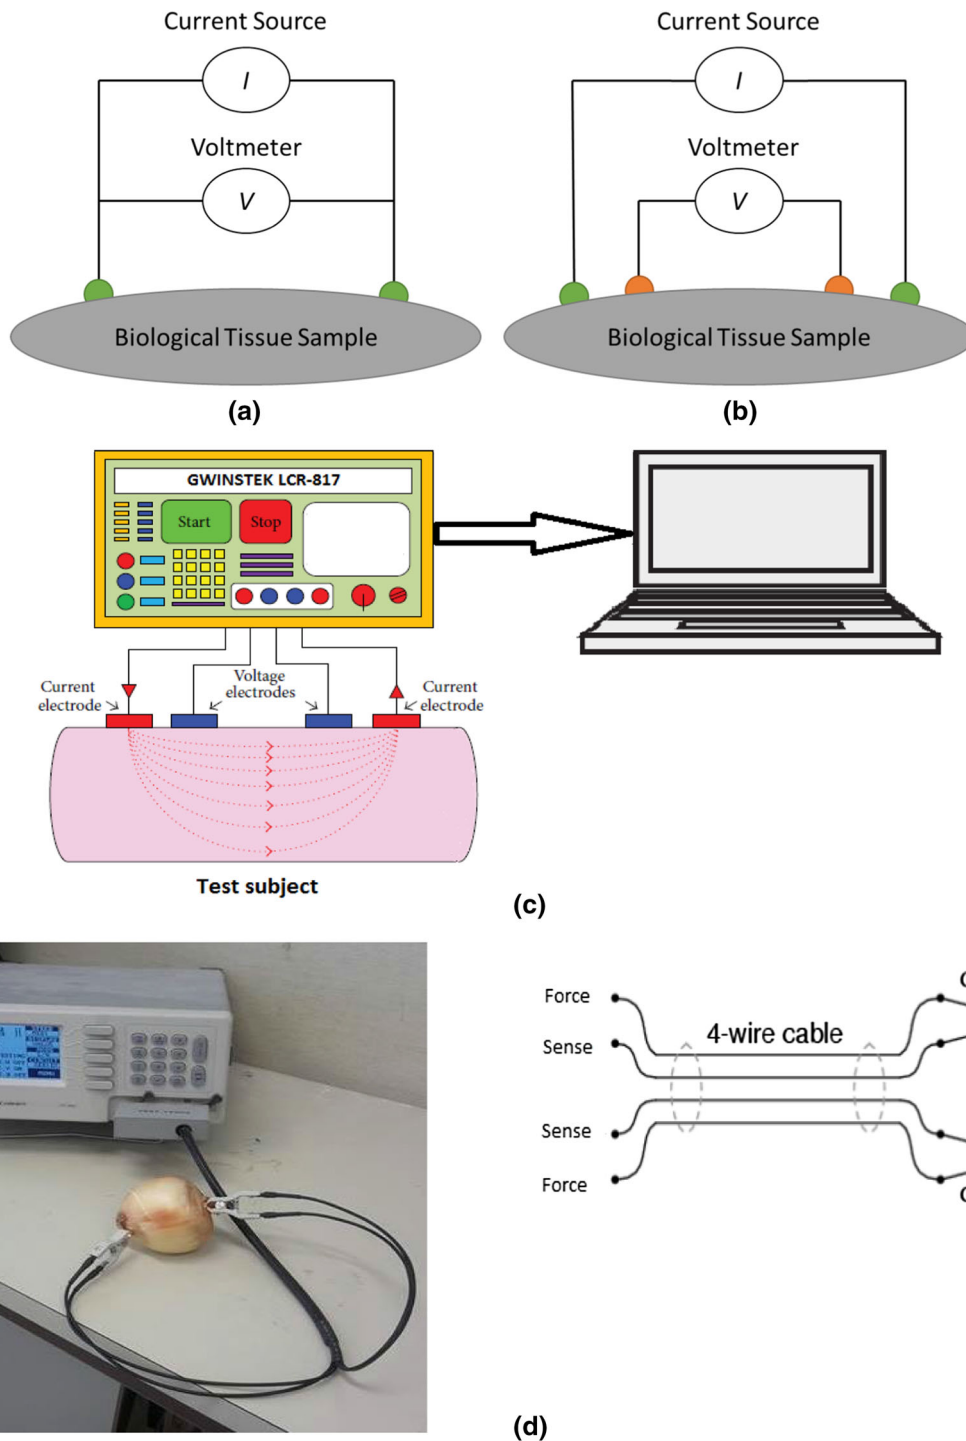 Current Source
I
Voltmeter
V
Biological Tissue Sample
(a)
Current Source
I
Voltmeter
V
Biological Tissue Sample
(b)
GWINSTEK LCR-817
Start
Stop
Current
electrode
Voltage
electrodes
Current
electrode
Test subject
(c)
Force
Sense
4-wire cable
Sense
Force
(d)